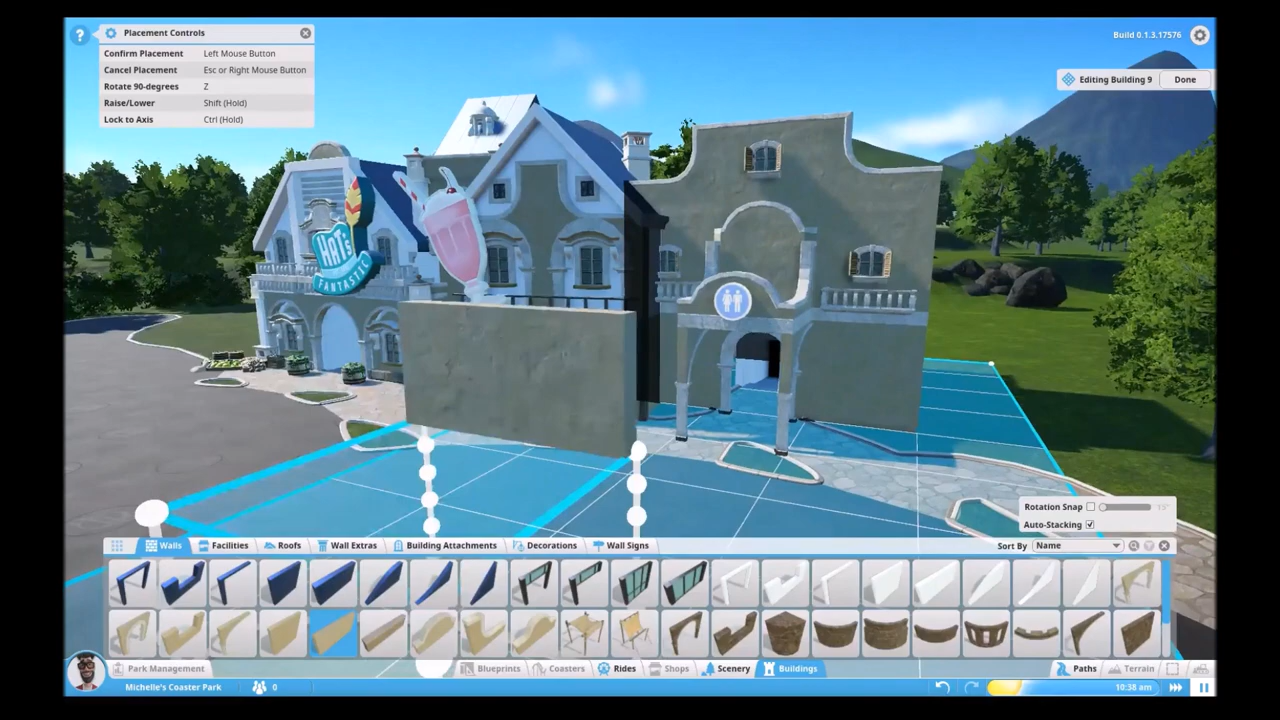 ?
Placement Controls
Confirm Placement Left Mouse Button
Cancel Placement Esc or Right Mouse Button
Rotate 90-degrees Z
Raise/Lower Shift (Hold)
Lock to Axis Ctrl (Hold)
Build 0.1.3.17576
Editing Building 9 Done
HAT's
FANTASTIC
Rotation Snap 15°
Auto-Stacking
Walls Facilities Roofs Wall Extras Building Attachments Decorations Wall Signs Sort By Name
Park Management Blueprints Coasters Rides Shops Scenery Buildings Paths Terrain
Michelle's Coaster Park 0 10:38 am